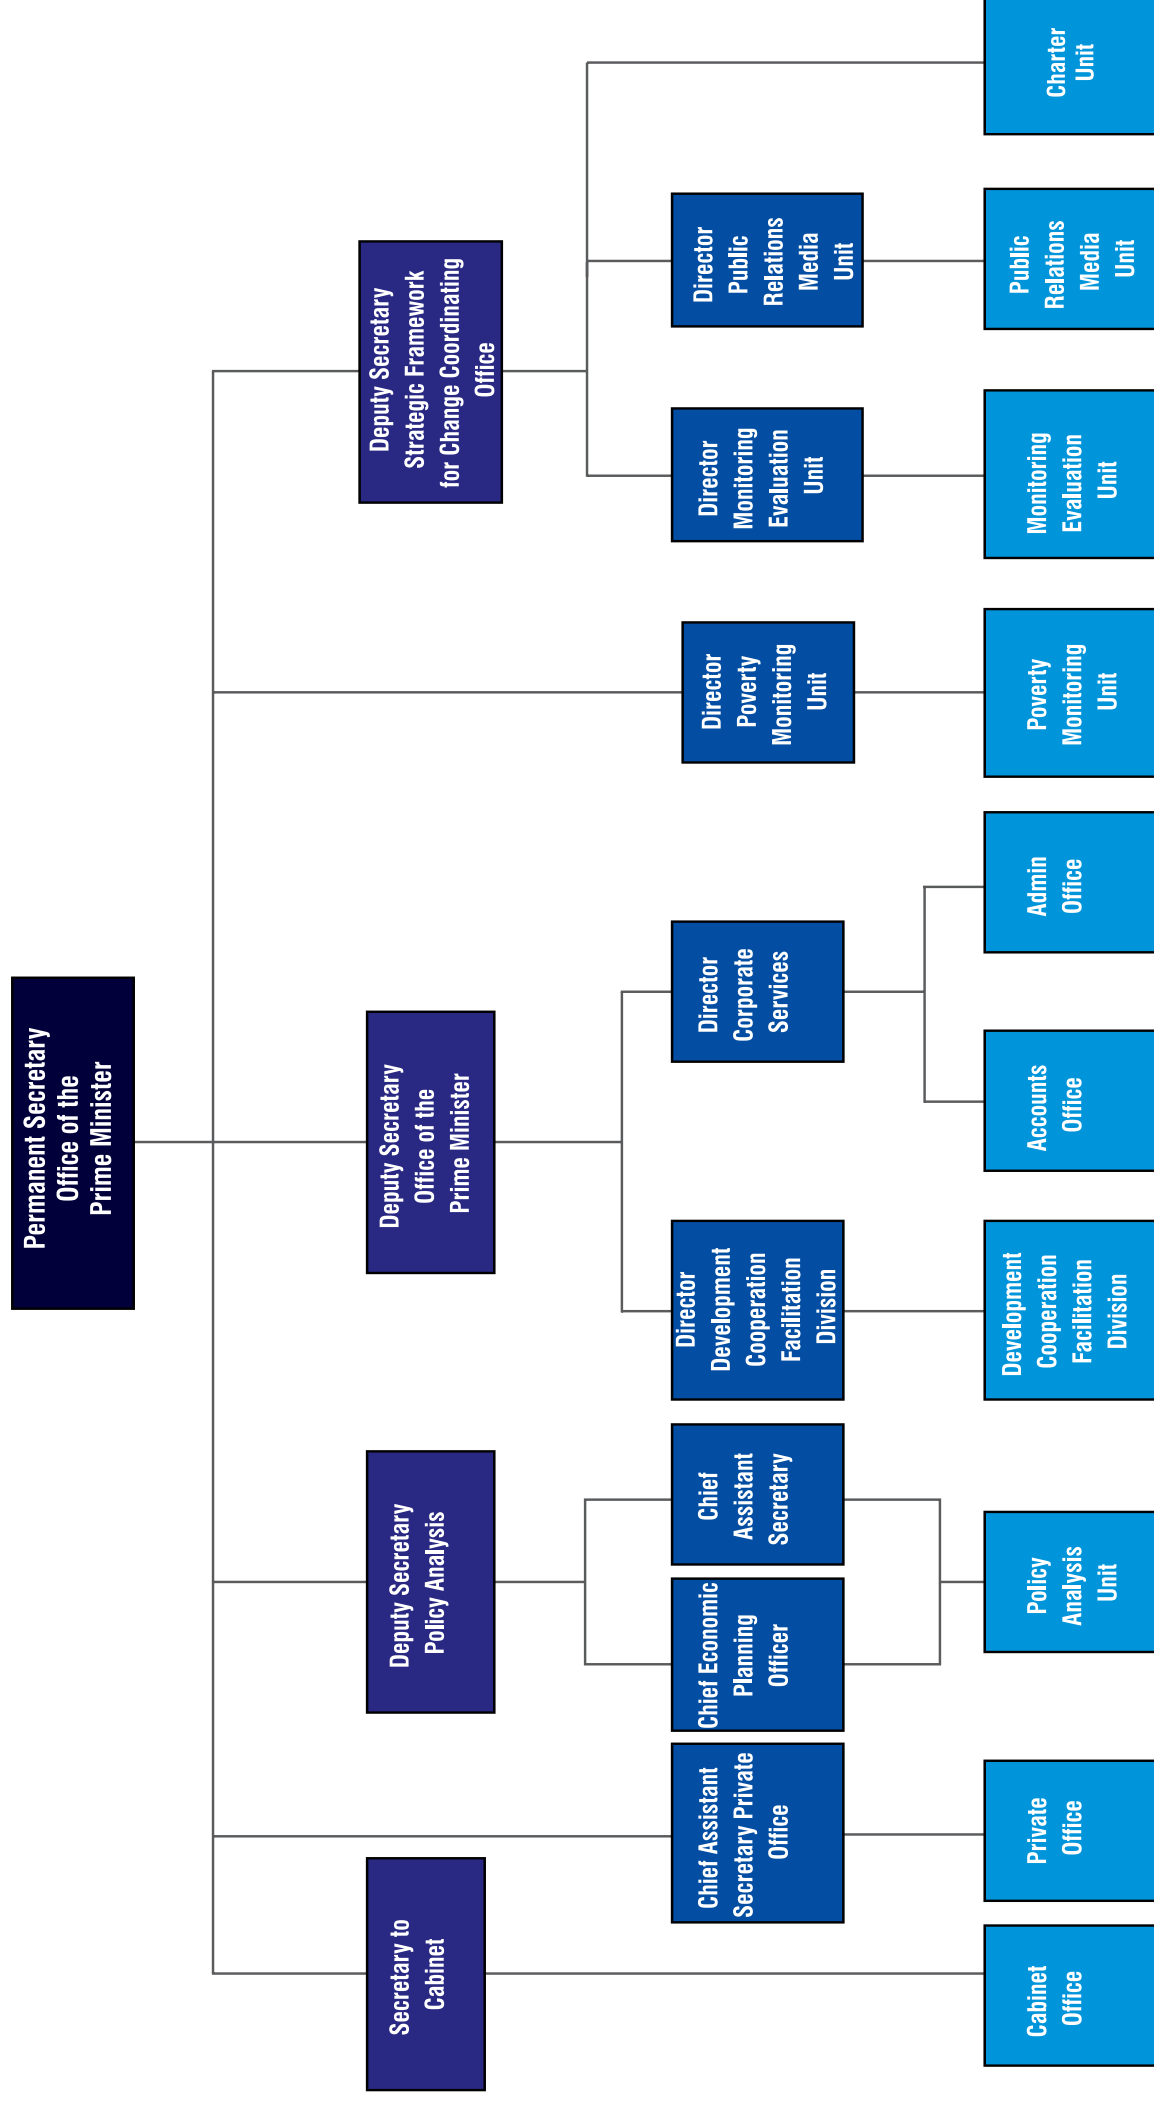 Permanent Secretary
Office of the
Prime Minister
Secretary to
Cabinet
Deputy Secretary
Policy Analysis
Deputy Secretary
Office of the
Prime Minister
Deputy Secretary
Strategic Framework
for Change Coordinating
Office
Chief Assistant
Secretary Private
Office
Chief Economic
Planning
Officer
Chief
Assistant
Secretary
Director
Development
Cooperation
Facilitation
Division
Director
Corporate
Services
Director
Poverty
Monitoring
Unit
Director
Monitoring
Evaluation
Unit
Director
Public
Relations
Media
Unit
Cabinet
Office
Private
Office
Policy
Analysis
Unit
Development
Cooperation
Facilitation
Division
Accounts
Office
Admin
Office
Poverty
Monitoring
Unit
Monitoring
Evaluation
Unit
Public
Relations
Media
Unit
Charter
Unit